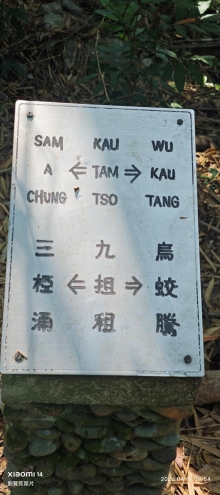 SAM KAU WU
A ⇐ TAM ⇒ KAU
CHUNG TSO TANG
三 九 烏
椏 ⇐ 担 ⇒ 蛟
涌 租 騰
xiaomi 14